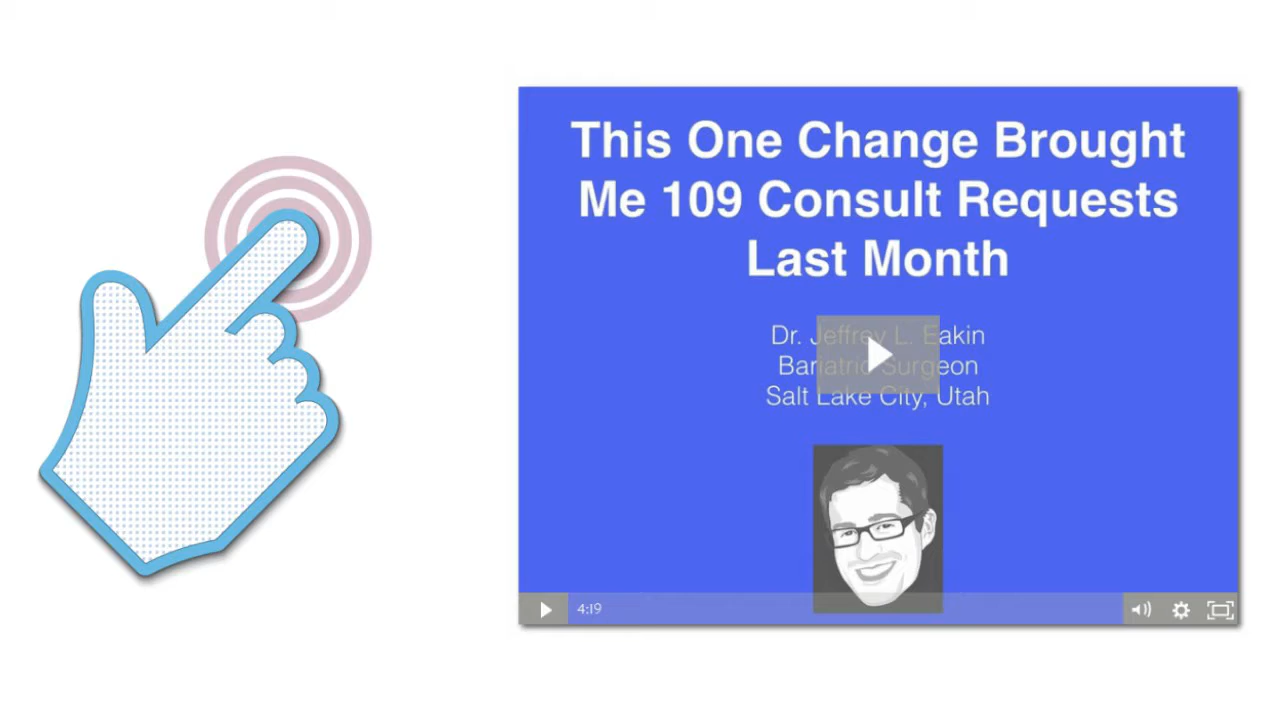 This One Change Brought
Me 109 Consult Requests
Last Month
Dr. Jeffrey L. Eakin
Bariatric Surgeon
Salt Lake City, Utah
4:19